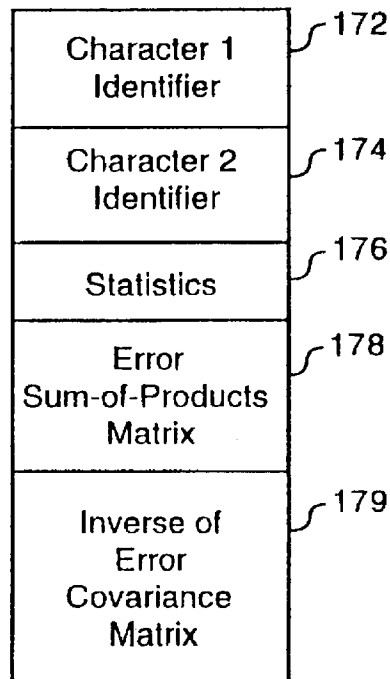 Character 1
Identifier
172
Character 2
Identifier
174
Statistics
176
Error
Sum-of-Products
Matrix
178
Inverse of
Error
Covariance
Matrix
179